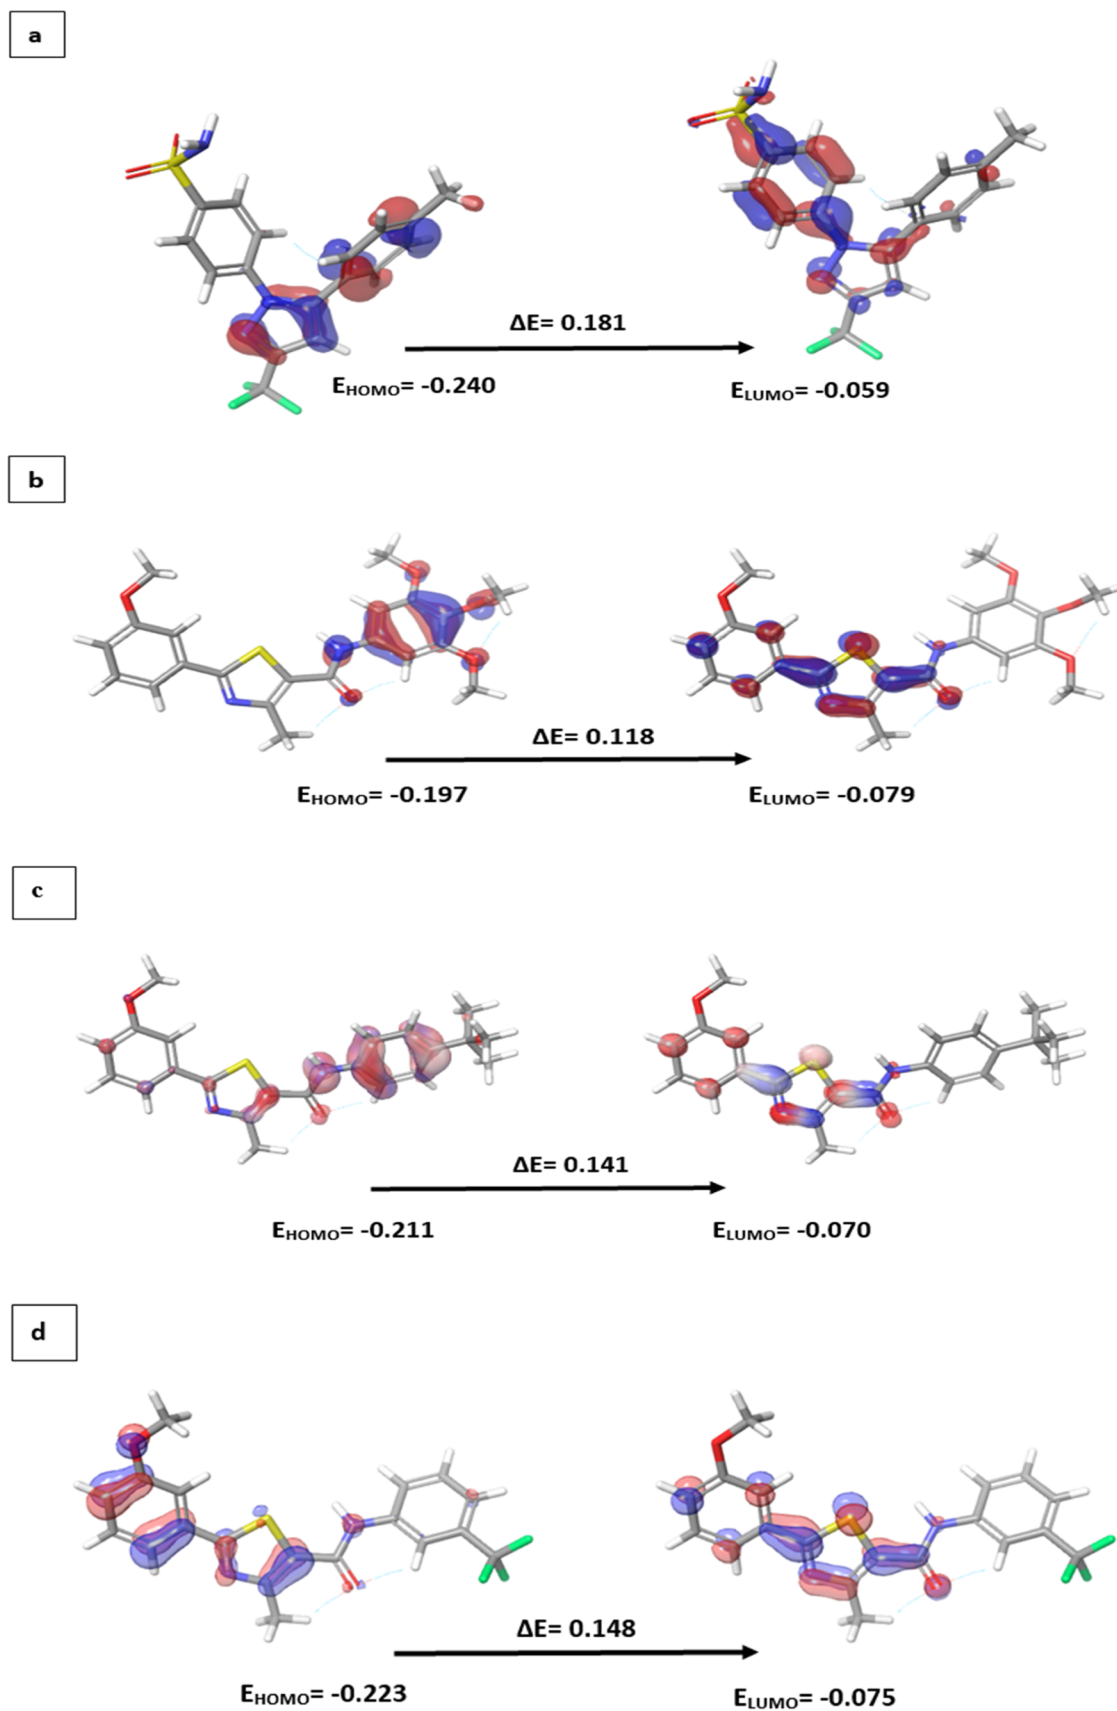 a
ΔE= 0.181
EHOMO= -0.240
ELUMO= -0.059
b
ΔE= 0.118
EHOMO= -0.197
ELUMO= -0.079
c
ΔE= 0.141
EHOMO= -0.211
ELUMO= -0.070
d
ΔE= 0.148
EHOMO= -0.223
ELUMO= -0.075